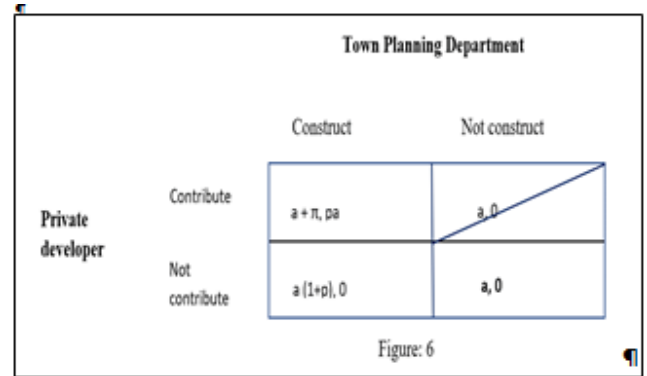 ¶
Town Planning Department
Construct Not construct
Contribute a + π, pa a, 0
Private developer
Not contribute a (1+p), 0 a, 0
Figure: 6
¶